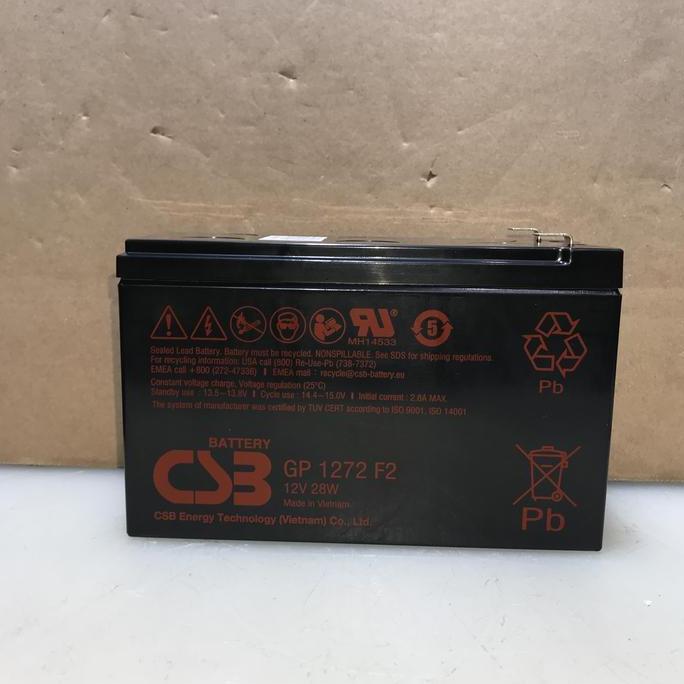 MH14533
5
Sealed Lead Battery. Battery must be recycled. NONSPILLABLE. See SDS for shipping regulations.
For recycling information: USA call (800) Re-Use-Pb (738-7372)
EMEA call +800 (272-47336) | EMEA mail : recycle@csb-battery.eu
Constant voltage charge, Voltage regulation (25°C)
Standby use : 13.5～13.8V | Cycle use : 14.4～15.0V | Initial current : 2.8A MAX.
The system of manufacturer was certified by TUV CERT according to ISO 9001, ISO 14001
Pb
BATTERY
CSB GP 1272 F2
12V 28W
Made in Vietnam
CSB Energy Technology (Vietnam) Co., Ltd.
Pb